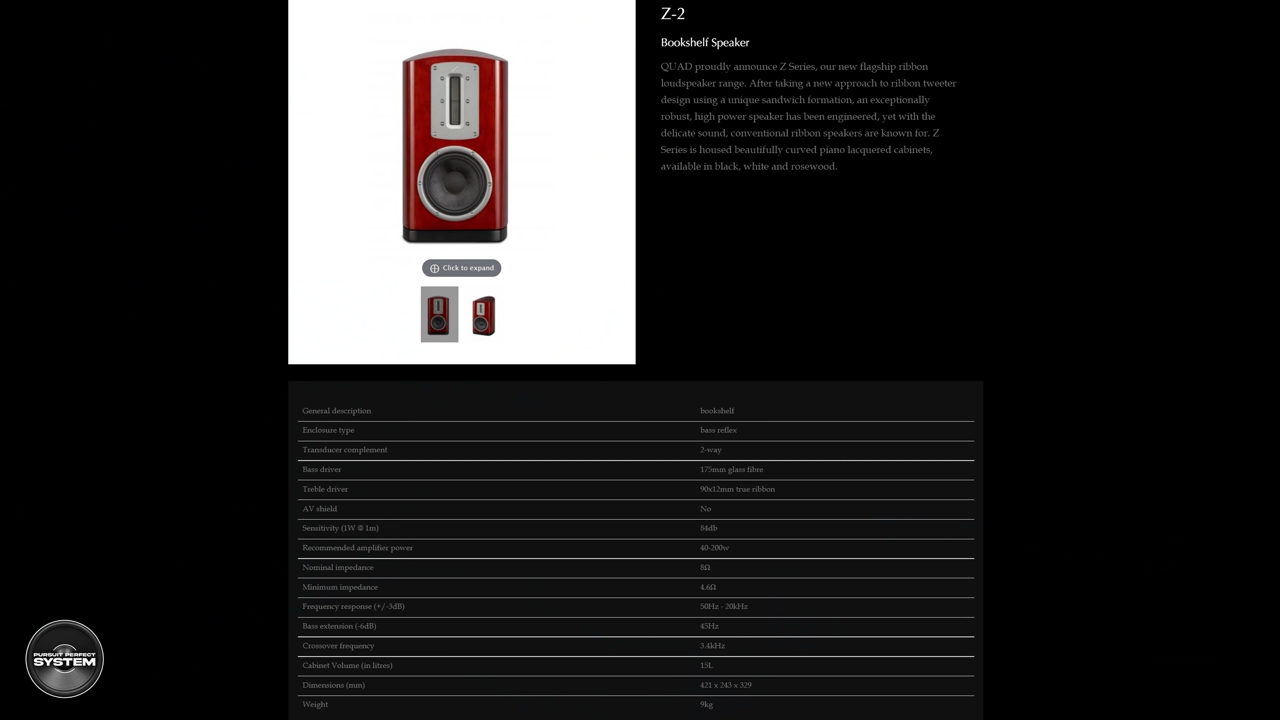 Z-2
Bookshelf Speaker
QUAD proudly announce Z Series, our new flagship ribbon
loudspeaker range. After taking a new approach to ribbon tweeter
design using a unique sandwich formation, an exceptionally
robust, high power speaker has been engineered, yet with the
delicate sound, conventional ribbon speakers are known for. Z
Series is housed beautifully curved piano lacquered cabinets,
available in black, white and rosewood.
Click to expand
General description bookshelf
Enclosure type bass reflex
Transducer complement 2-way
Bass driver 175mm glass fibre
Treble driver 90x12mm true ribbon
AV shield No
Sensitivity (1W @ 1m) 84db
Recommended amplifier power 40-200w
Nominal impedance 8Ω
Minimum impedance 4.6Ω
Frequency response (+/-3dB) 50Hz - 20kHz
Bass extension (-6dB) 45Hz
Crossover frequency 3.4kHz
Cabinet Volume (in litres) 15L
Dimensions (mm) 421 x 243 x 329
Weight 9kg
PURSUIT PERFECT
SYSTEM